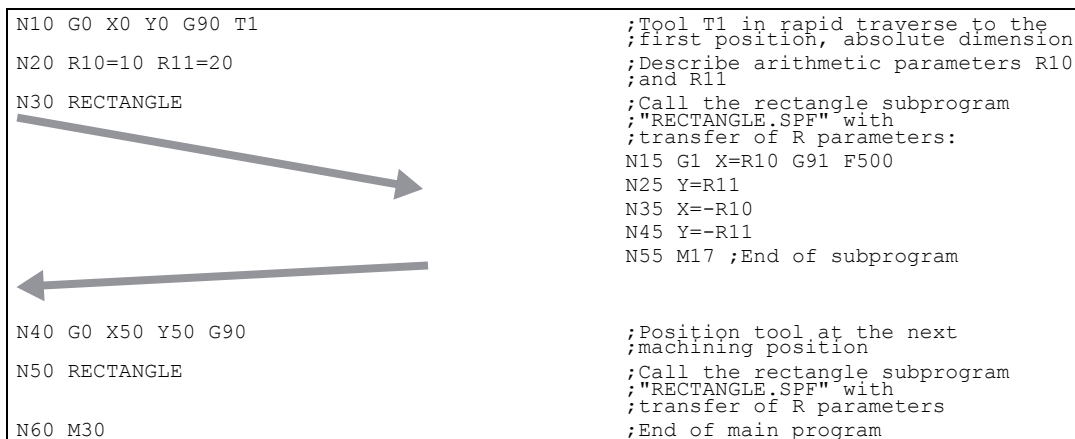 N10 G0 X0 Y0 G90 T1 ;Tool T1 in rapid traverse to the
;first position, absolute dimension
N20 R10=10 R11=20 ;Describe arithmetic parameters R10
;and R11
N30 RECTANGLE ;Call the rectangle subprogram
;"RECTANGLE.SPF" with
;transfer of R parameters:
N15 G1 X=R10 G91 F500
N25 Y=R11
N35 X=-R10
N45 Y=-R11
N55 M17 ;End of subprogram
N40 G0 X50 Y50 G90 ;Position tool at the next
;machining position
N50 RECTANGLE ;Call the rectangle subprogram
;"RECTANGLE.SPF" with
;transfer of R parameters
N60 M30 ;End of main program